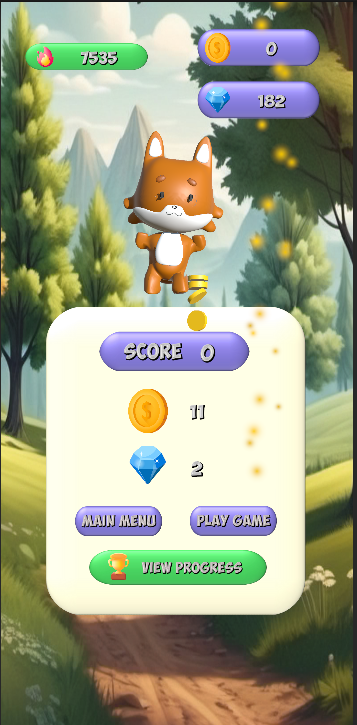 7535
0
182
SCORE 0
11
2
MAIN MENU
PLAY GAME
VIEW PROGRESS